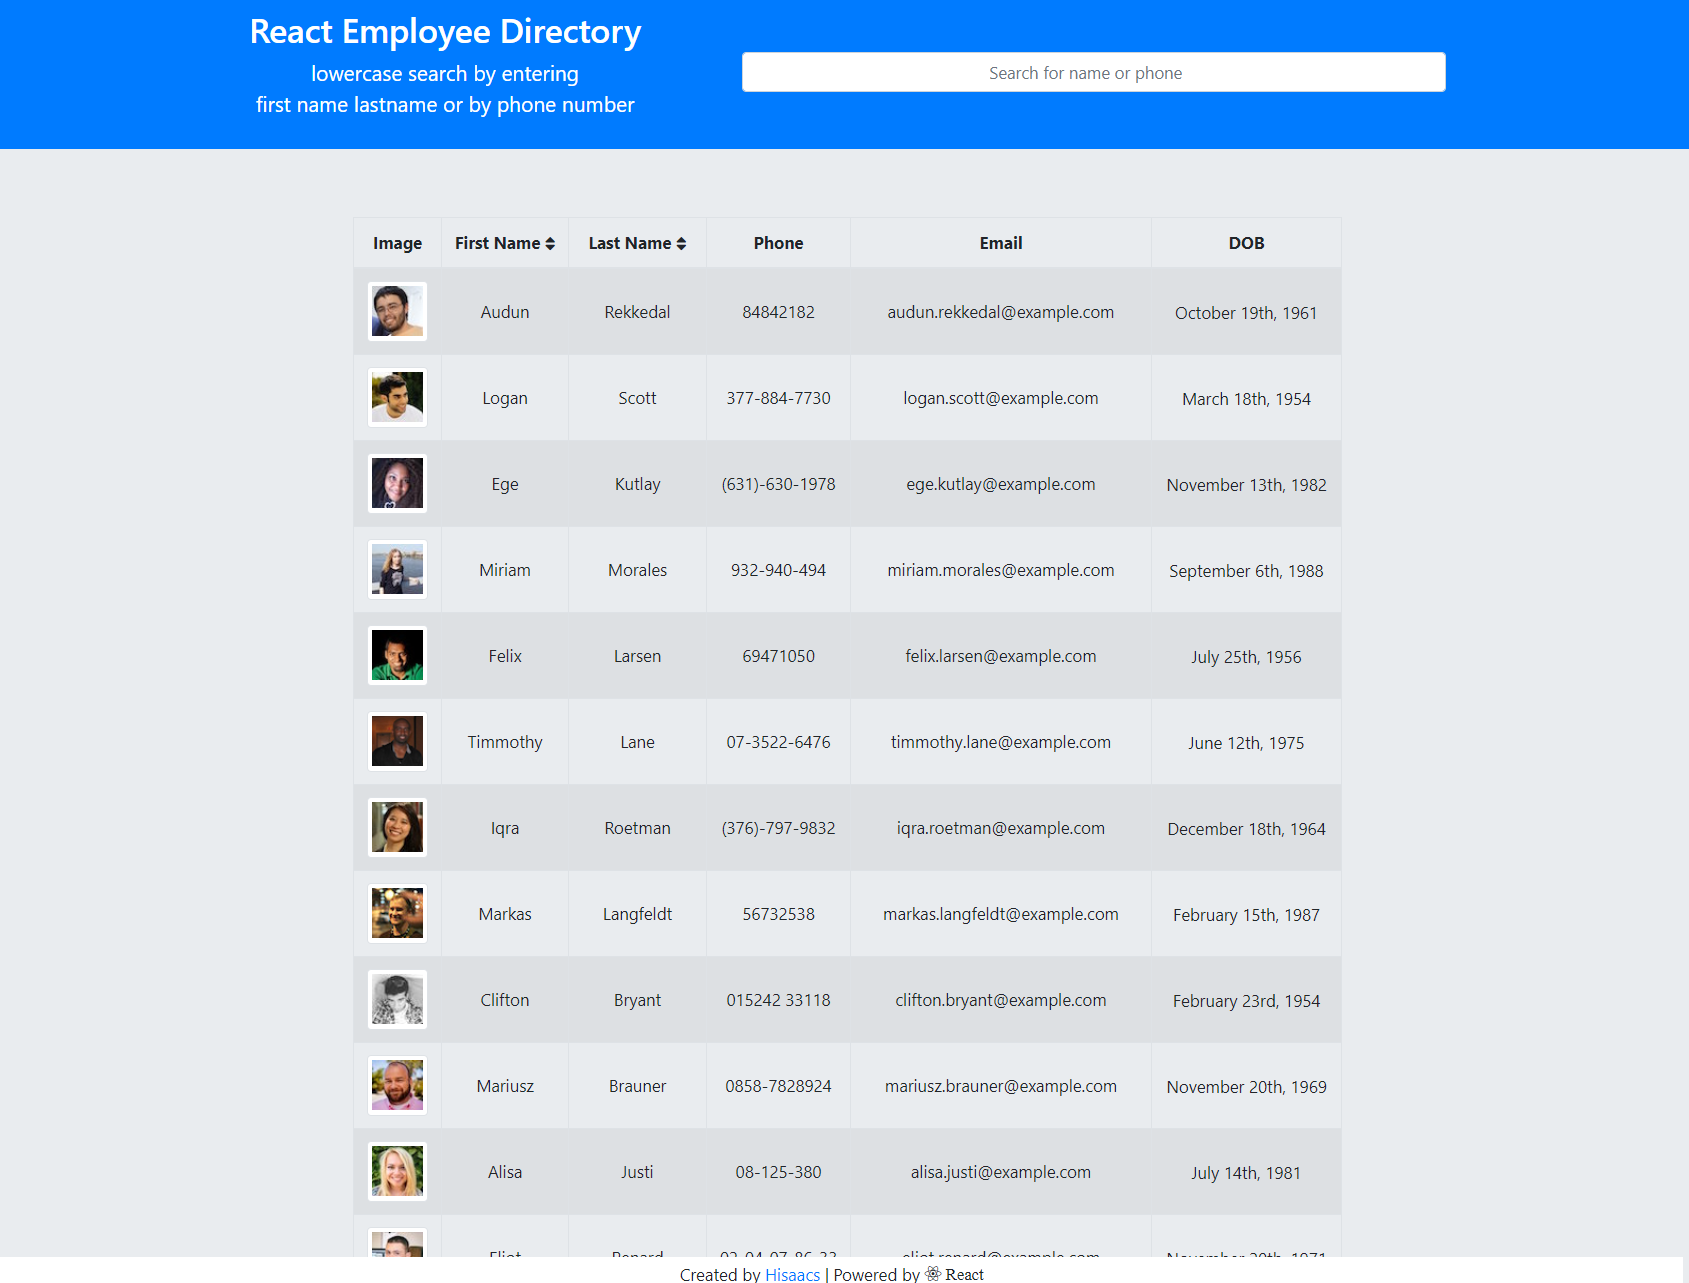 React Employee Directory
lowercase search by entering
first name lastname or by phone number
Search for name or phone
Image First Name Last Name Phone Email DOB
Audun Rekkedal 84842182 audun.rekkedal@example.com October 19th, 1961
Logan Scott 377-884-7730 logan.scott@example.com March 18th, 1954
Ege Kutlay (631)-630-1978 ege.kutlay@example.com November 13th, 1982
Miriam Morales 932-940-494 miriam.morales@example.com September 6th, 1988
Felix Larsen 69471050 felix.larsen@example.com July 25th, 1956
Timmothy Lane 07-3522-6476 timmothy.lane@example.com June 12th, 1975
Iqra Roetman (376)-797-9832 iqra.roetman@example.com December 18th, 1964
Markas Langfeldt 56732538 markas.langfeldt@example.com February 15th, 1987
Clifton Bryant 015242 33118 clifton.bryant@example.com February 23rd, 1954
Mariusz Brauner 0858-7828924 mariusz.brauner@example.com November 20th, 1969
Alisa Justi 08-125-380 alisa.justi@example.com July 14th, 1981
Eliot Renard eliot.renard@example.com November
Created by Hisaacs | Powered by React